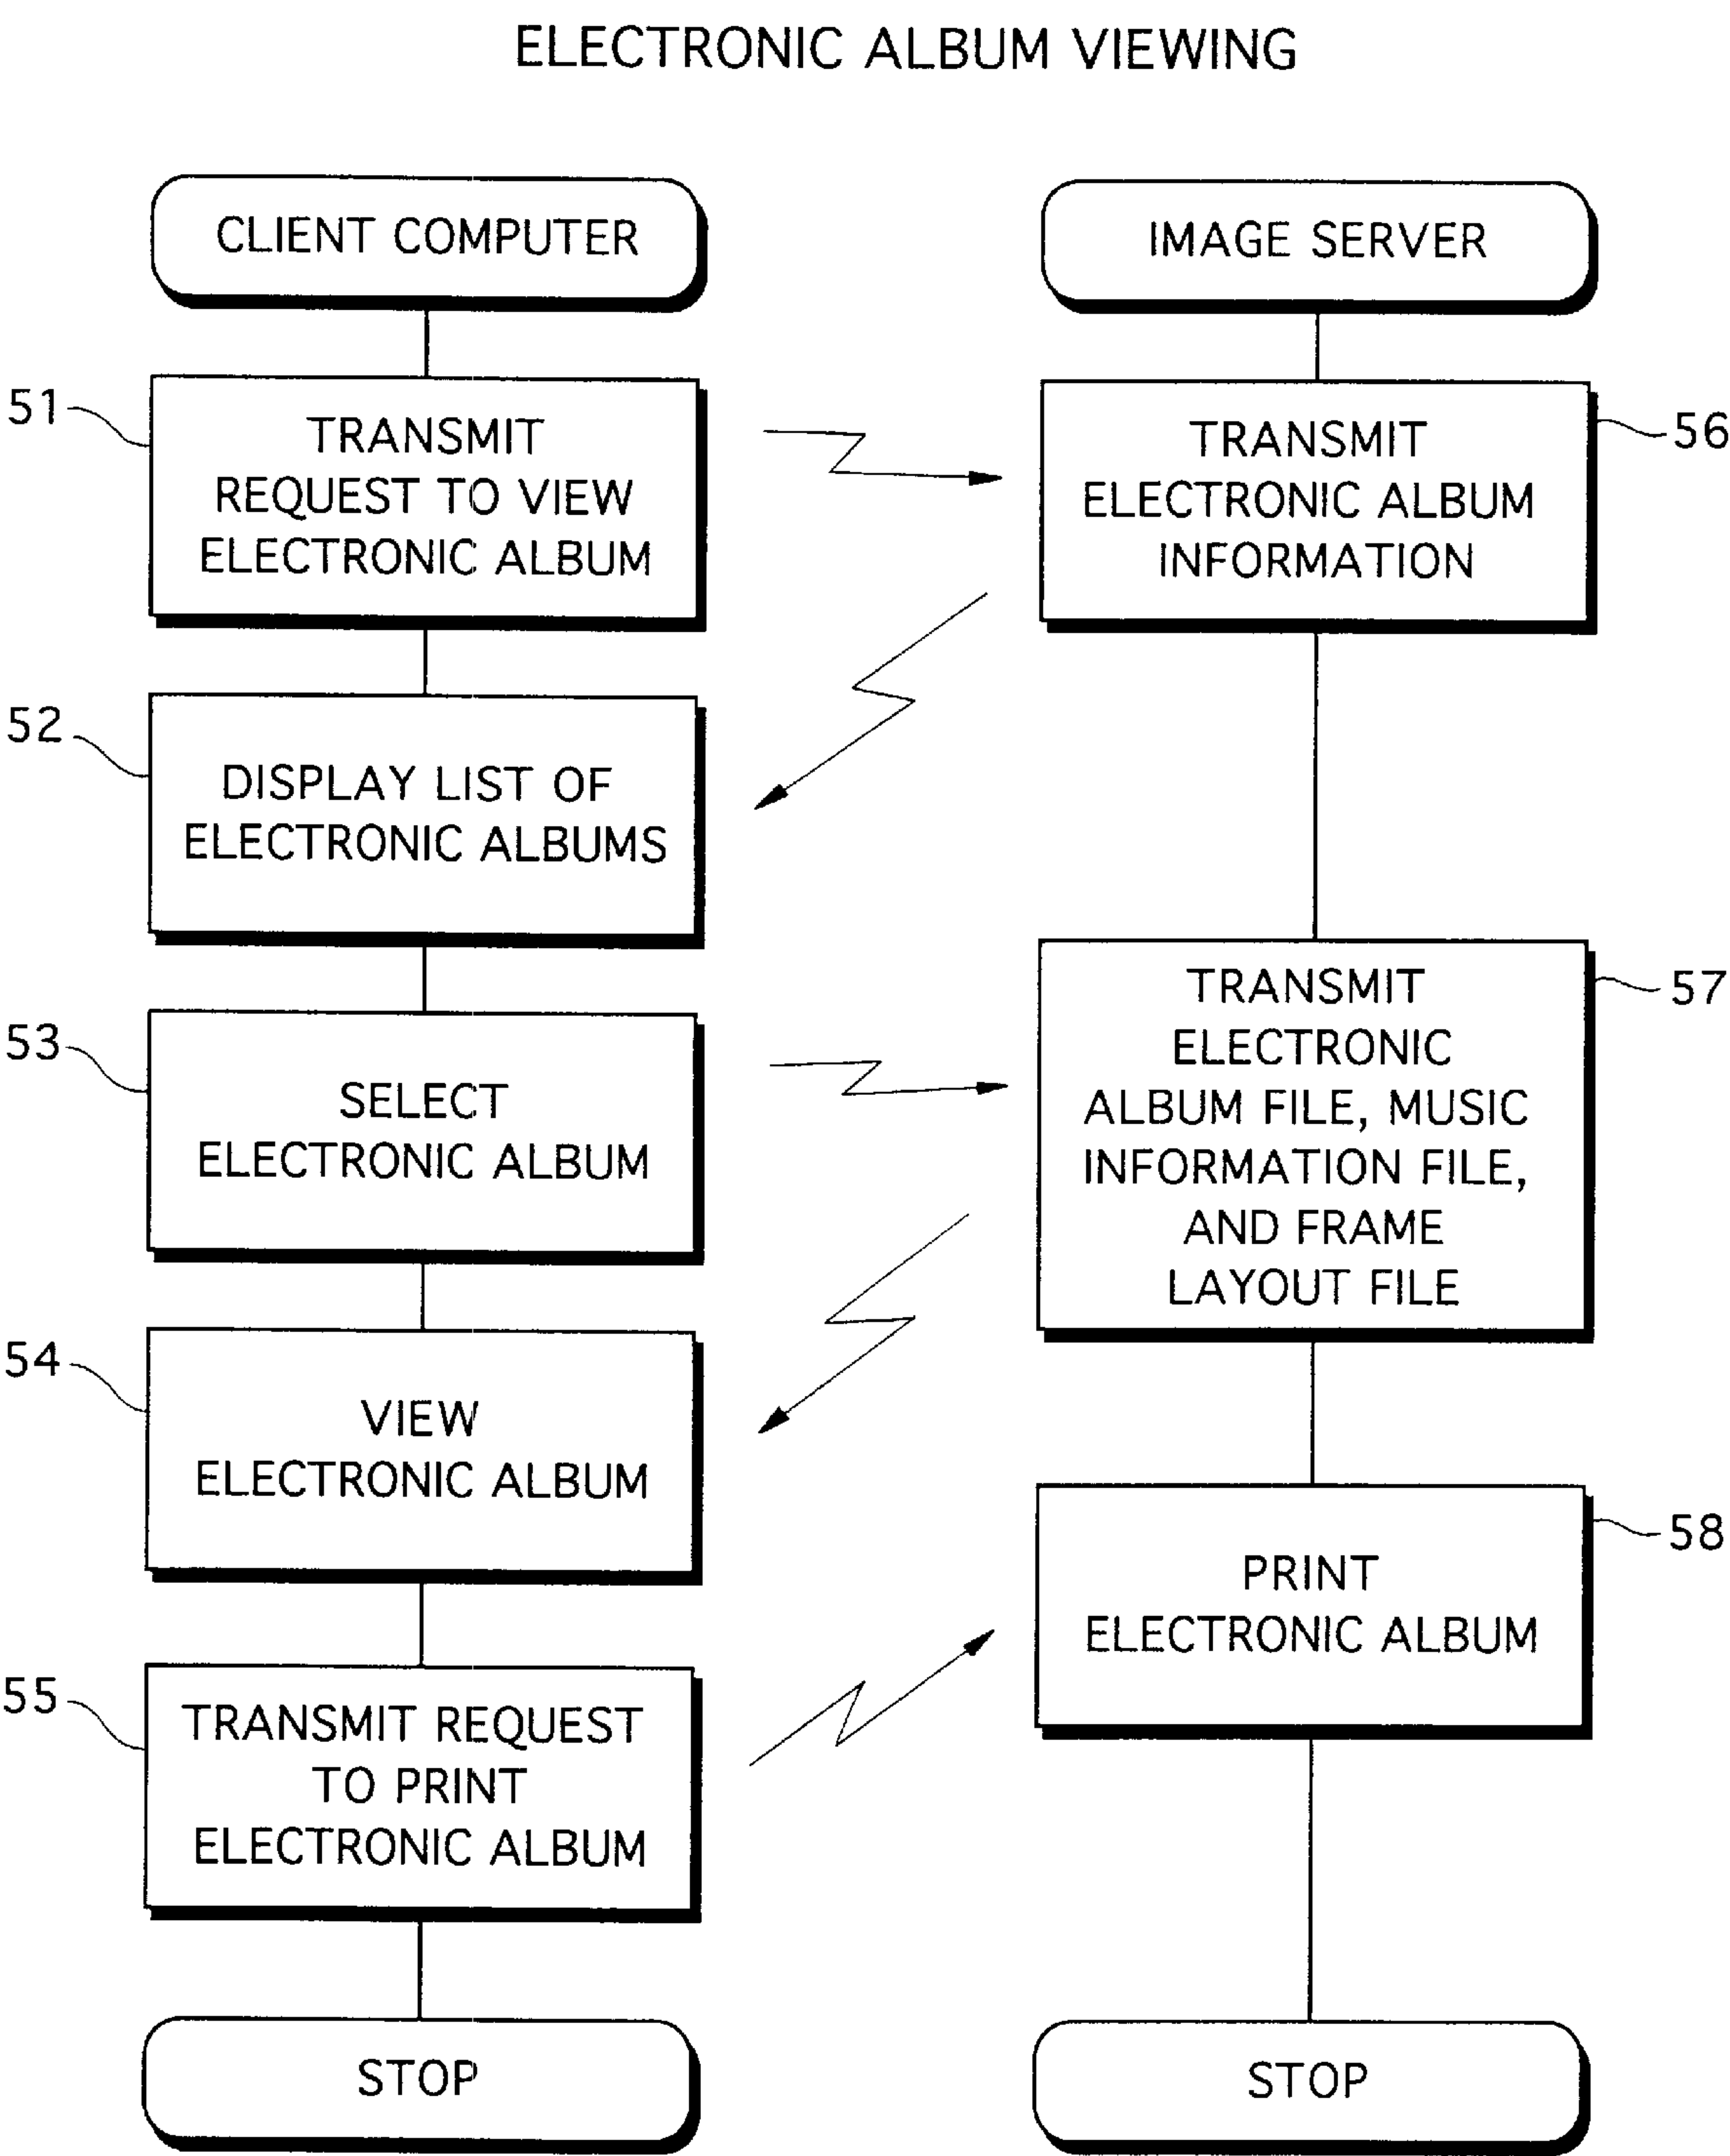 ELECTRONIC ALBUM VIEWING
CLIENT COMPUTER
51
TRANSMIT
REQUEST TO VIEW
ELECTRONIC ALBUM
52
DISPLAY LIST OF
ELECTRONIC ALBUMS
53
SELECT
ELECTRONIC ALBUM
54
VIEW
ELECTRONIC ALBUM
55
TRANSMIT REQUEST
TO PRINT
ELECTRONIC ALBUM
STOP
IMAGE SERVER
56
TRANSMIT
ELECTRONIC ALBUM
INFORMATION
57
TRANSMIT
ELECTRONIC
ALBUM FILE, MUSIC
INFORMATION FILE,
AND FRAME
LAYOUT FILE
58
PRINT
ELECTRONIC ALBUM
STOP